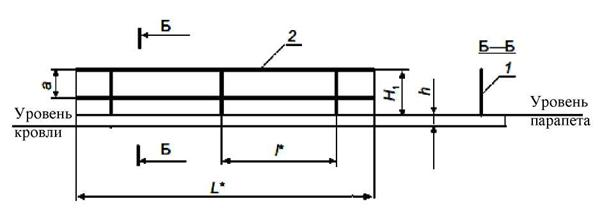 Б
2
Б—Б
1
a
H₁
h
Уровень
кровли
Уровень
парапета
Б
l*
L*